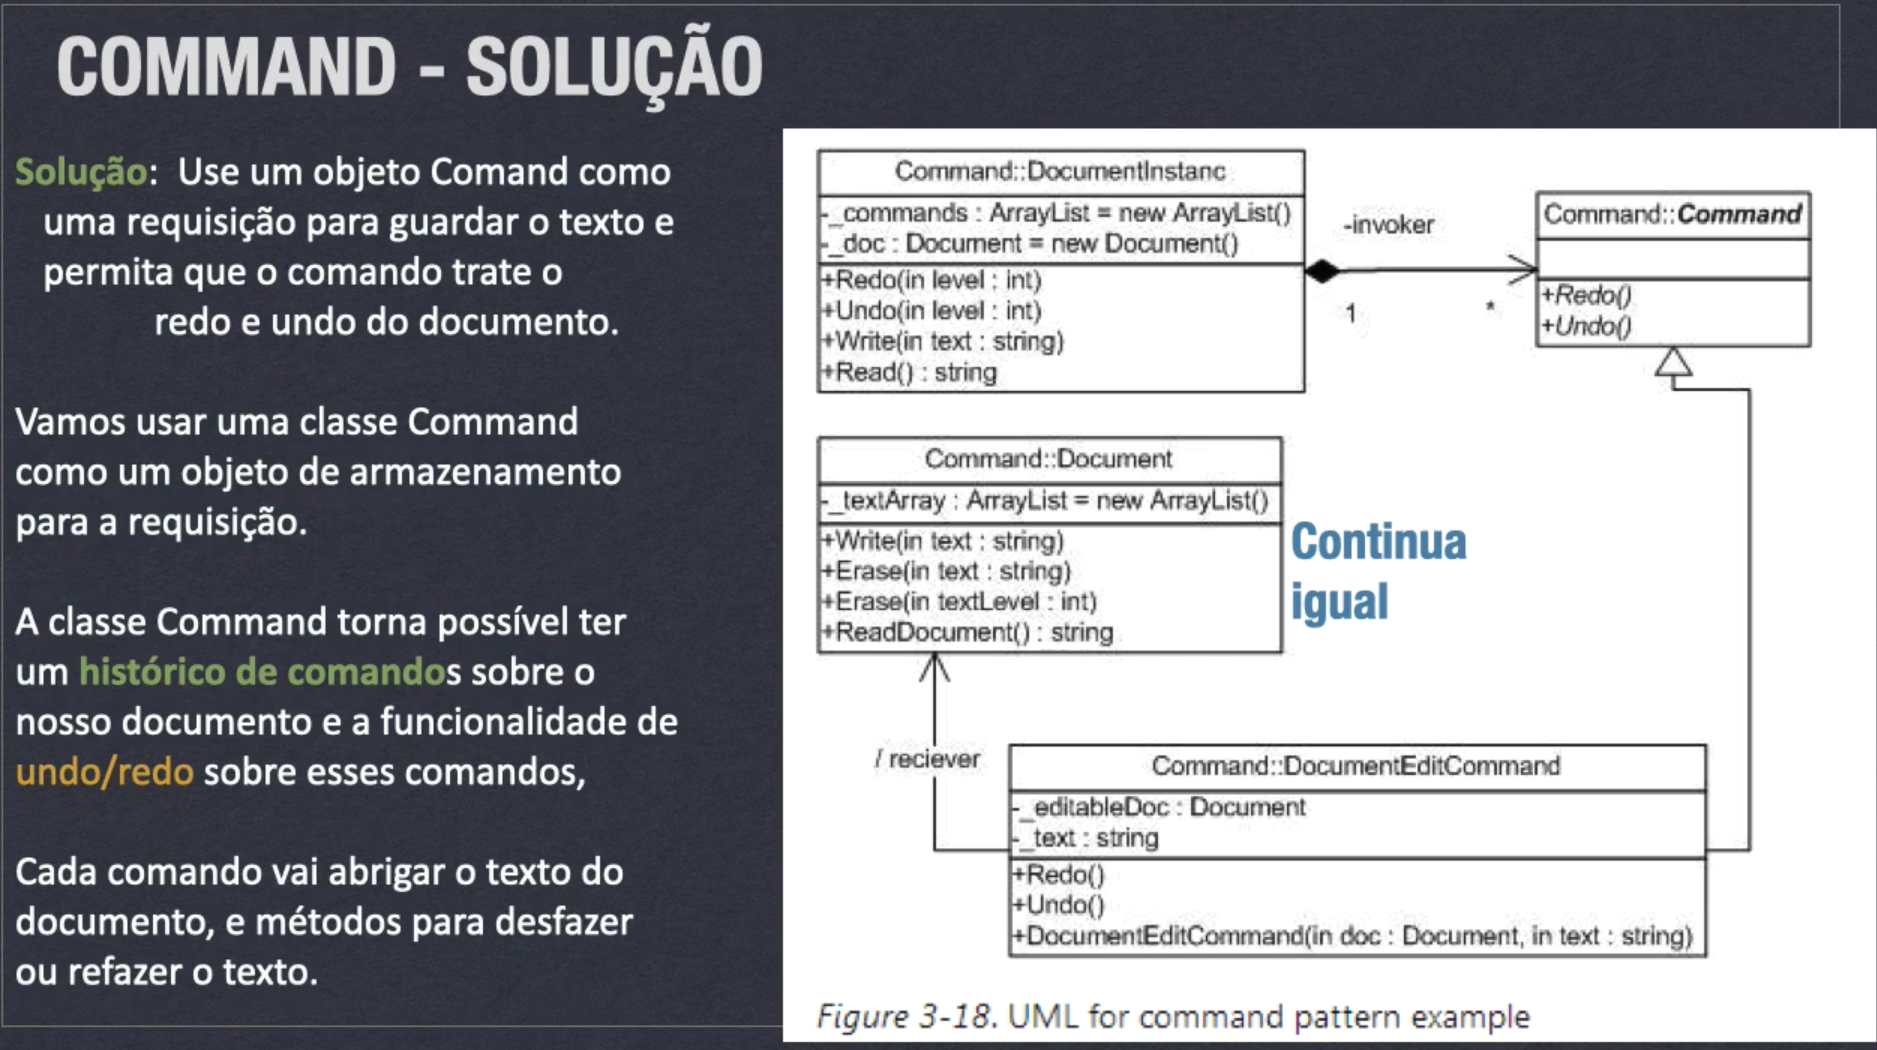 COMMAND - SOLUÇÃO
Solução: Use um objeto Comand como
uma requisição para guardar o texto e
permita que o comando trate o
redo e undo do documento.
Vamos usar uma classe Command
como um objeto de armazenamento
para a requisição.
A classe Command torna possível ter
um histórico de comandos sobre o
nosso documento e a funcionalidade de
undo/redo sobre esses comandos,
Cada comando vai abrigar o texto do
documento, e métodos para desfazer
ou refazer o texto.
Command::DocumentInstanc
-_commands : ArrayList = new ArrayList()
-_doc : Document = new Document()
+Redo(in level : int)
+Undo(in level : int)
+Write(in text : string)
+Read() : string
-invoker
1
*
Command::Command
+Redo()
+Undo()
Command::Document
-_textArray : ArrayList = new ArrayList()
+Write(in text : string)
+Erase(in text : string)
+Erase(in textLevel : int)
+ReadDocument() : string
Continua
igual
/ reciever
Command::DocumentEditCommand
-_editableDoc : Document
-_text : string
+Redo()
+Undo()
+DocumentEditCommand(in doc : Document, in text : string)
Figure 3-18. UML for command pattern example